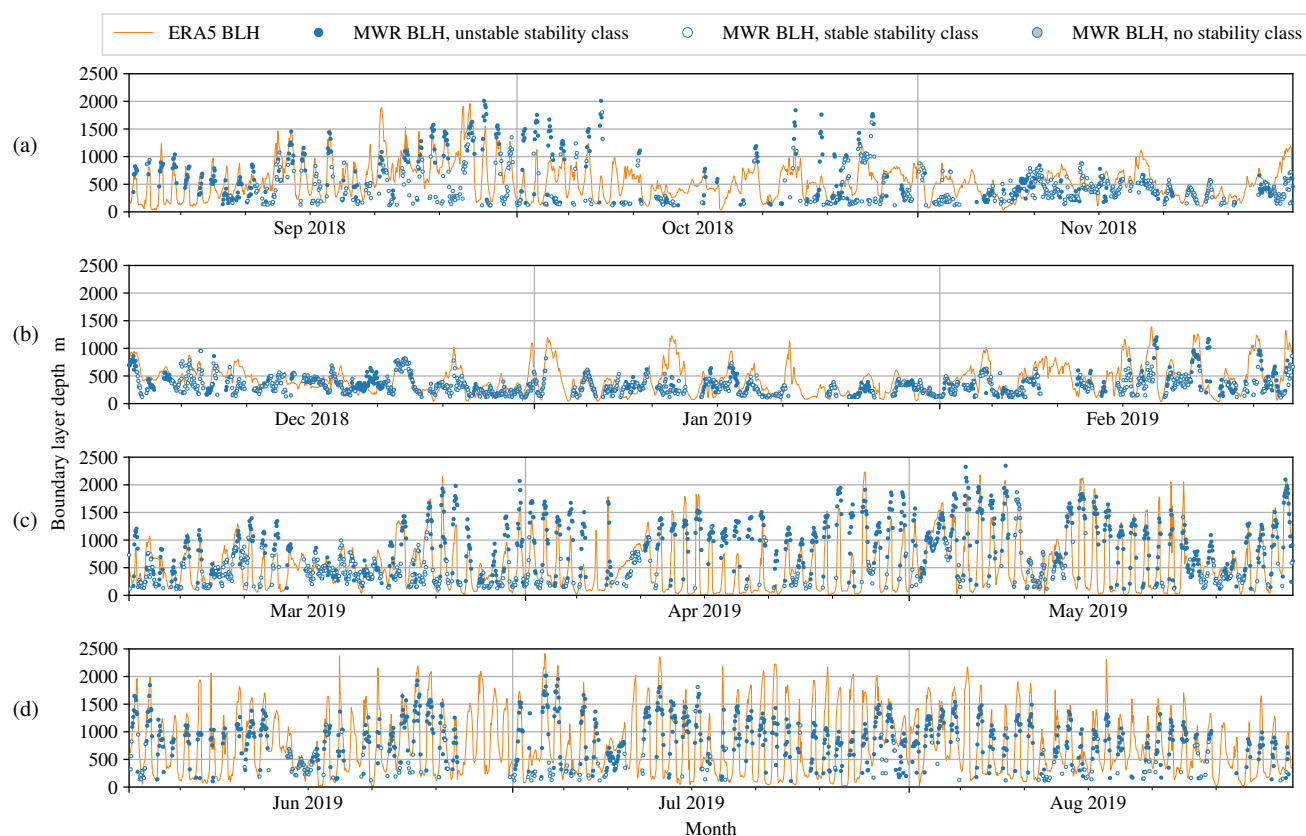 ERA5 BLH MWR BLH, unstable stability class MWR BLH, stable stability class MWR BLH, no stability class
(a)
2500
2000
1500
1000
500
0
Sep 2018 Oct 2018 Nov 2018
(b)
2500
2000
1500
1000
500
0
Dec 2018 Jan 2019 Feb 2019
Boundary layer depth m
(c)
2500
2000
1500
1000
500
0
Mar 2019 Apr 2019 May 2019
(d)
2500
2000
1500
1000
500
0
Jun 2019 Jul 2019 Aug 2019
Month